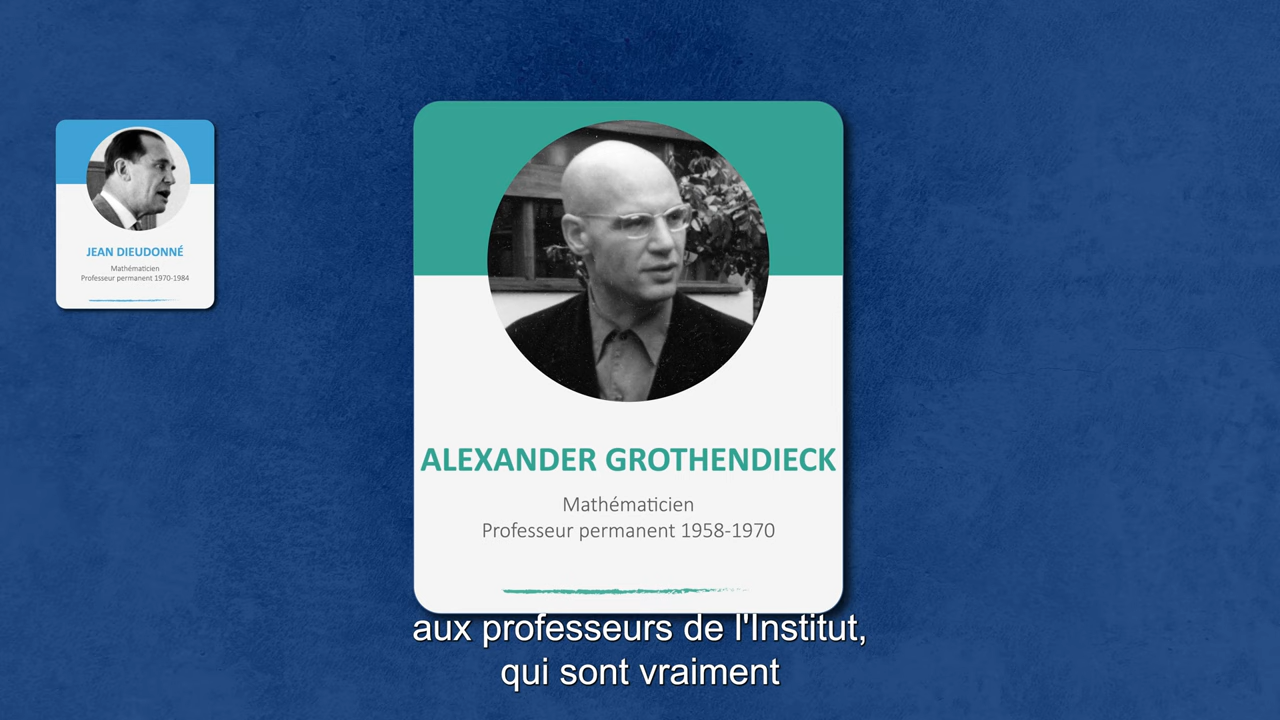 JEAN DIEUDONNÉ
Mathématicien
Professeur permanent 1970-1984
ALEXANDER GROTHENDIECK
Mathématicien
Professeur permanent 1958-1970
aux professeurs de l'Institut,
qui sont vraiment